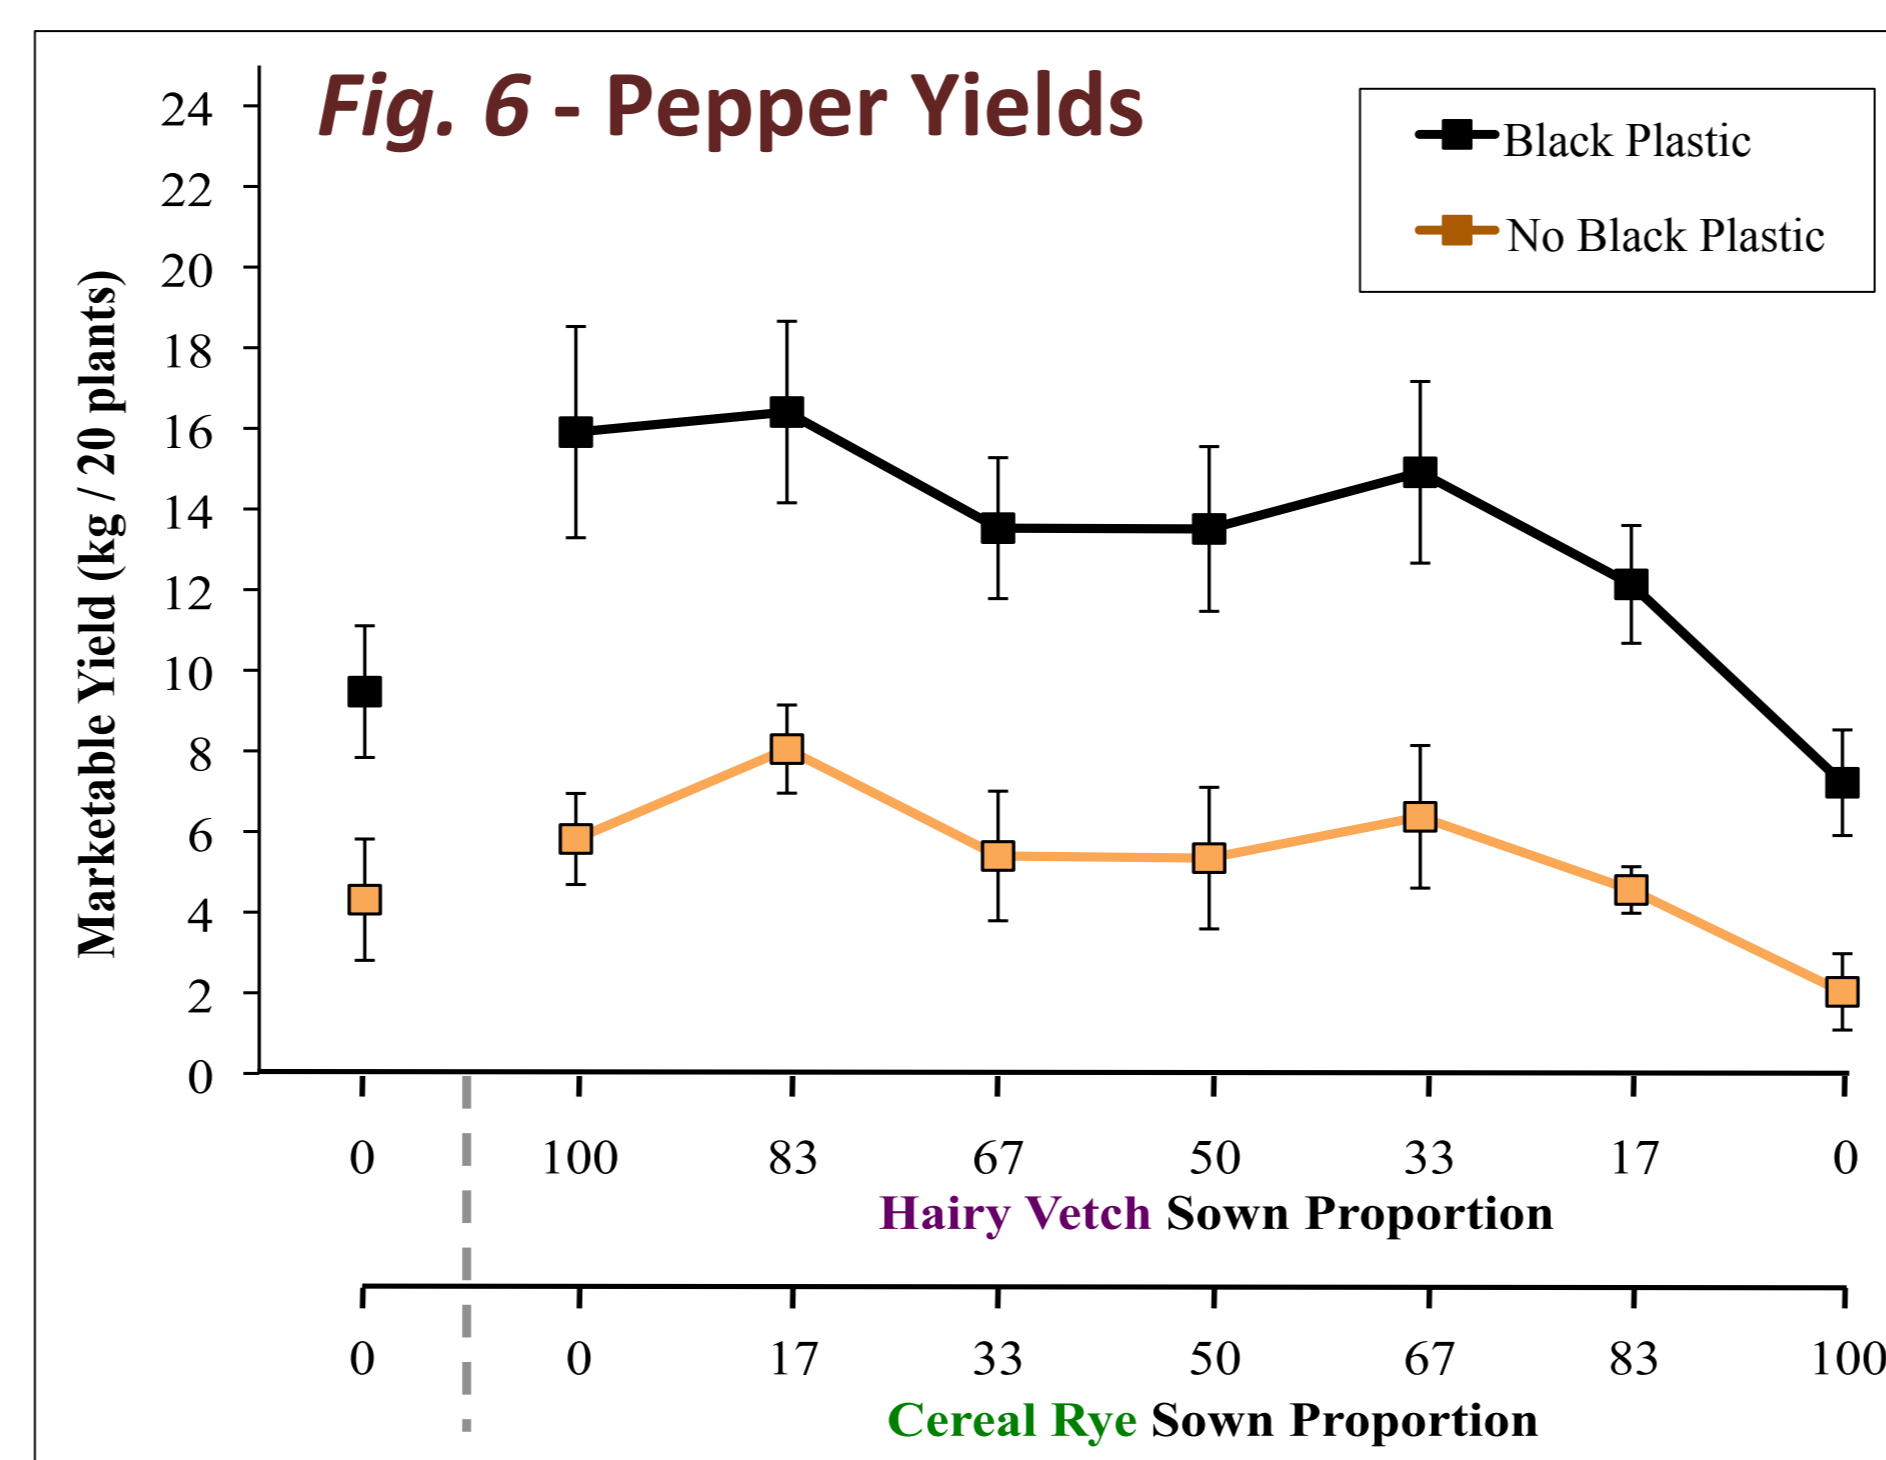 Fig. 6 - Pepper Yields
Black Plastic
No Black Plastic
Marketable Yield (kg / 20 plants)
24
22
20
18
16
14
12
10
8
6
4
2
0
0 100 83 67 50 33 17 0
Hairy Vetch Sown Proportion
0 0 17 33 50 67 83 100
Cereal Rye Sown Proportion